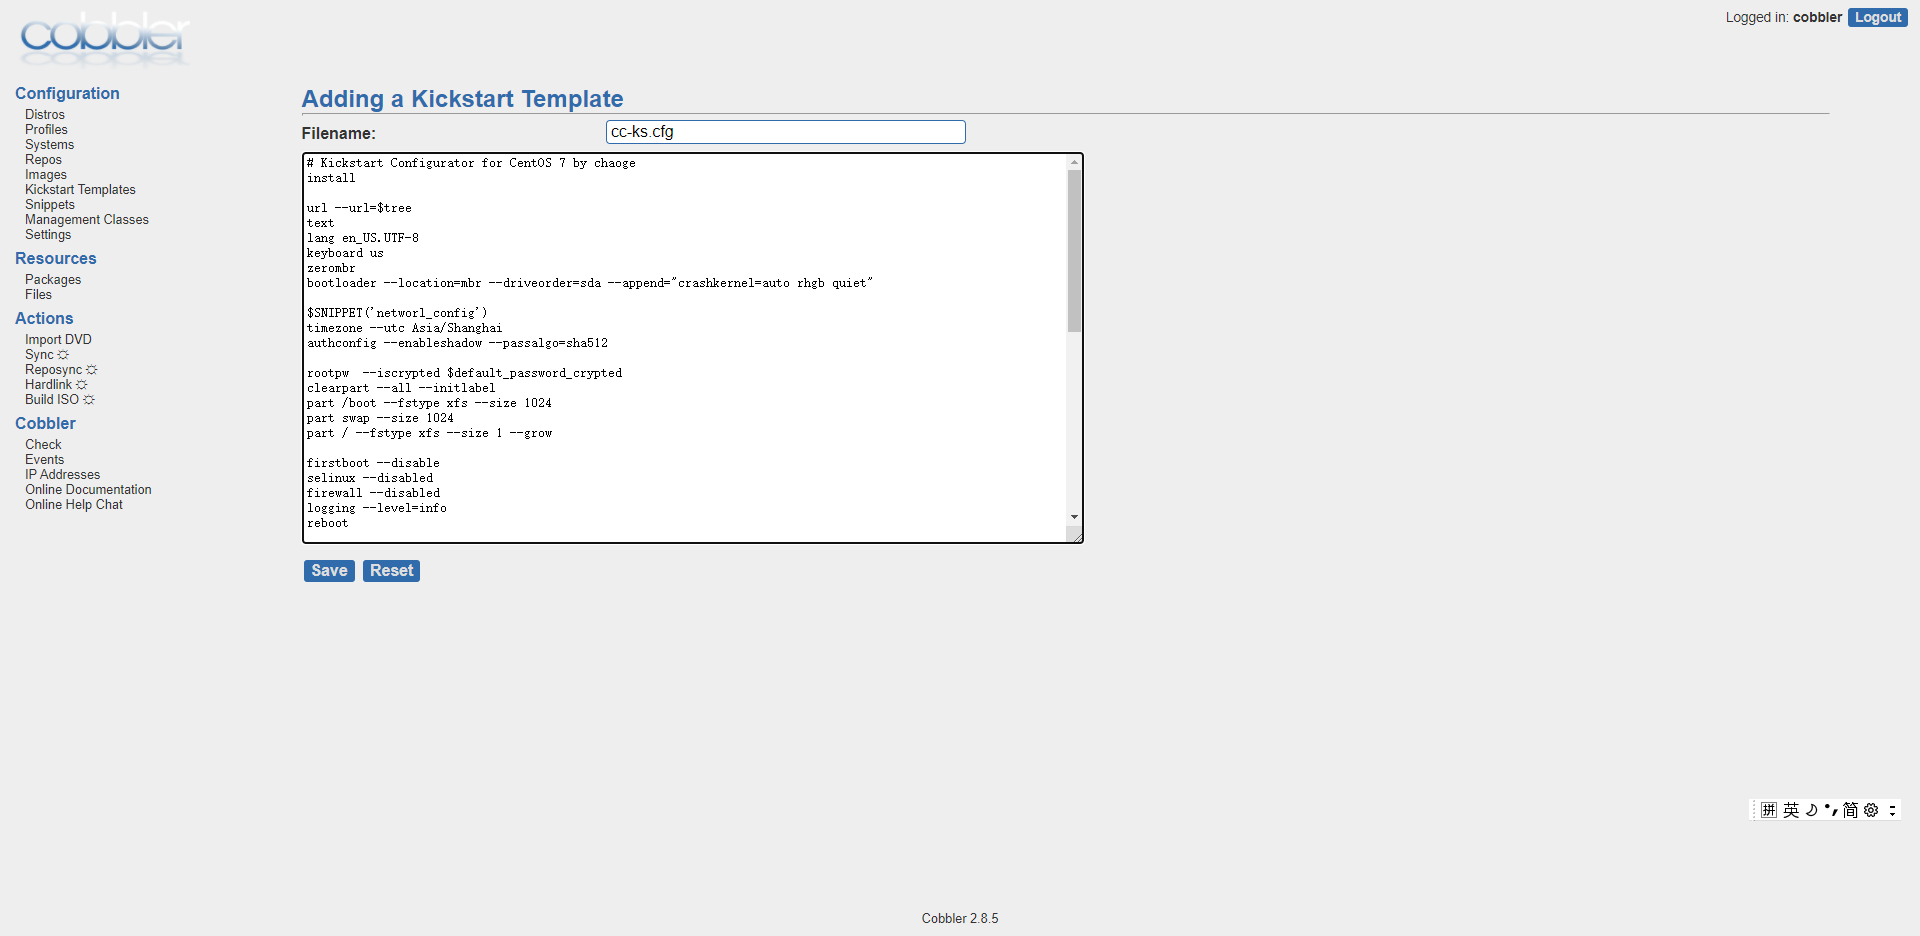 cobbler
Logged in: cobbler Logout
Configuration
Distros
Profiles
Systems
Repos
Images
Kickstart Templates
Snippets
Management Classes
Settings
Resources
Packages
Files
Actions
Import DVD
Sync
Reposync
Hardlink
Build ISO
Cobbler
Check
Events
IP Addresses
Online Documentation
Online Help Chat
Adding a Kickstart Template
Filename: cc-ks.cfg
# Kickstart Configurator for CentOS 7 by chaoge
install
url --url=$tree
text
lang en_US.UTF-8
keyboard us
zerombr
bootloader --location=mbr --driveorder=sda --append="crashkernel=auto rhgb quiet"
$SNIPPET('networl_config')
timezone --utc Asia/Shanghai
authconfig --enableshadow --passalgo=sha512
rootpw  --iscrypted $default_password_crypted
clearpart --all --initlabel
part /boot --fstype xfs --size 1024
part swap --size 1024
part / --fstype xfs --size 1 --grow
firstboot --disable
selinux --disabled
firewall --disabled
logging --level=info
reboot
Save Reset
拼 英 简
Cobbler 2.8.5